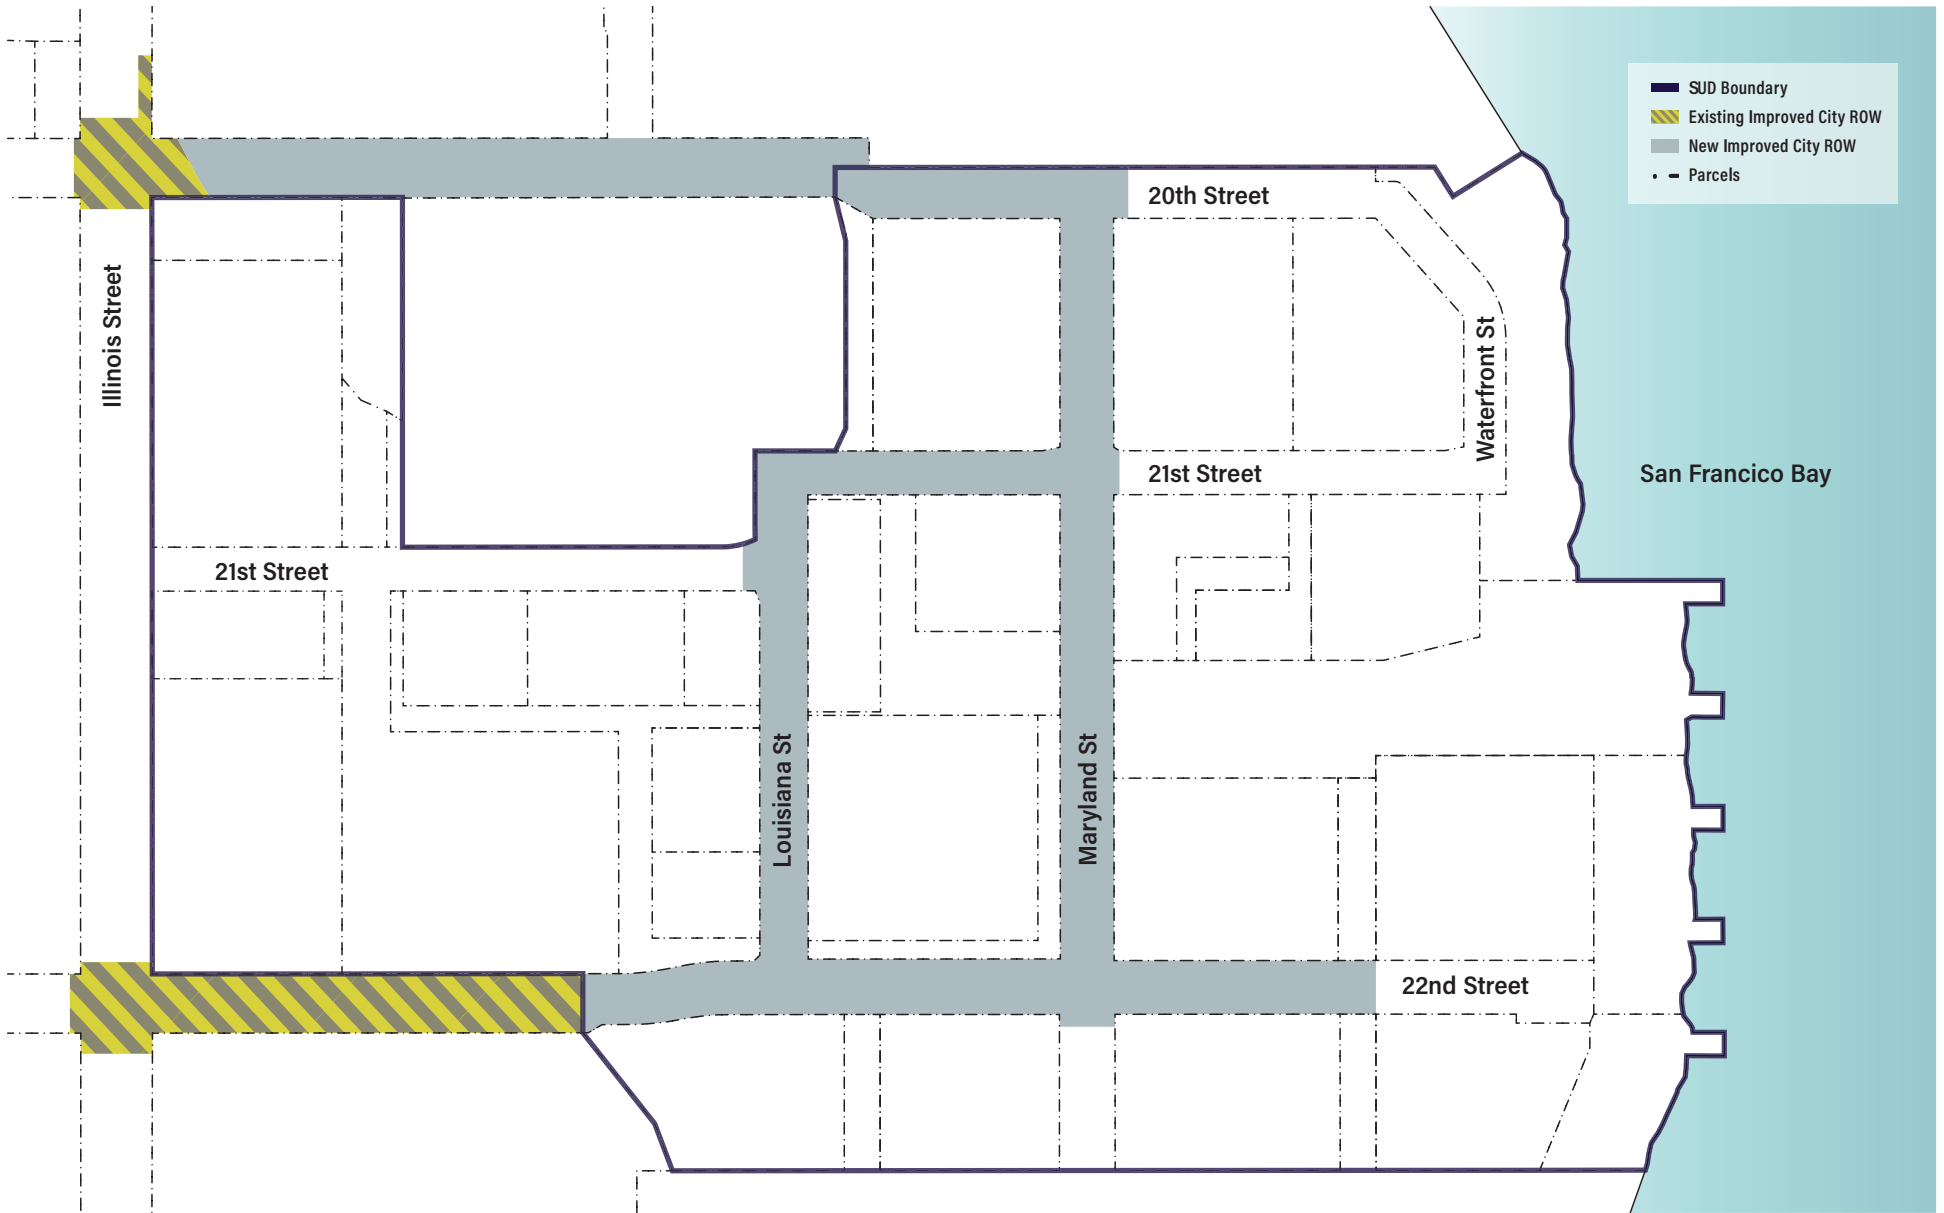 SUD Boundary
Existing Improved City ROW
New Improved City ROW
Parcels
20th Street
Illinois Street
Waterfront St
21st Street
San Francico Bay
21st Street
Louisiana St
Maryland St
22nd Street